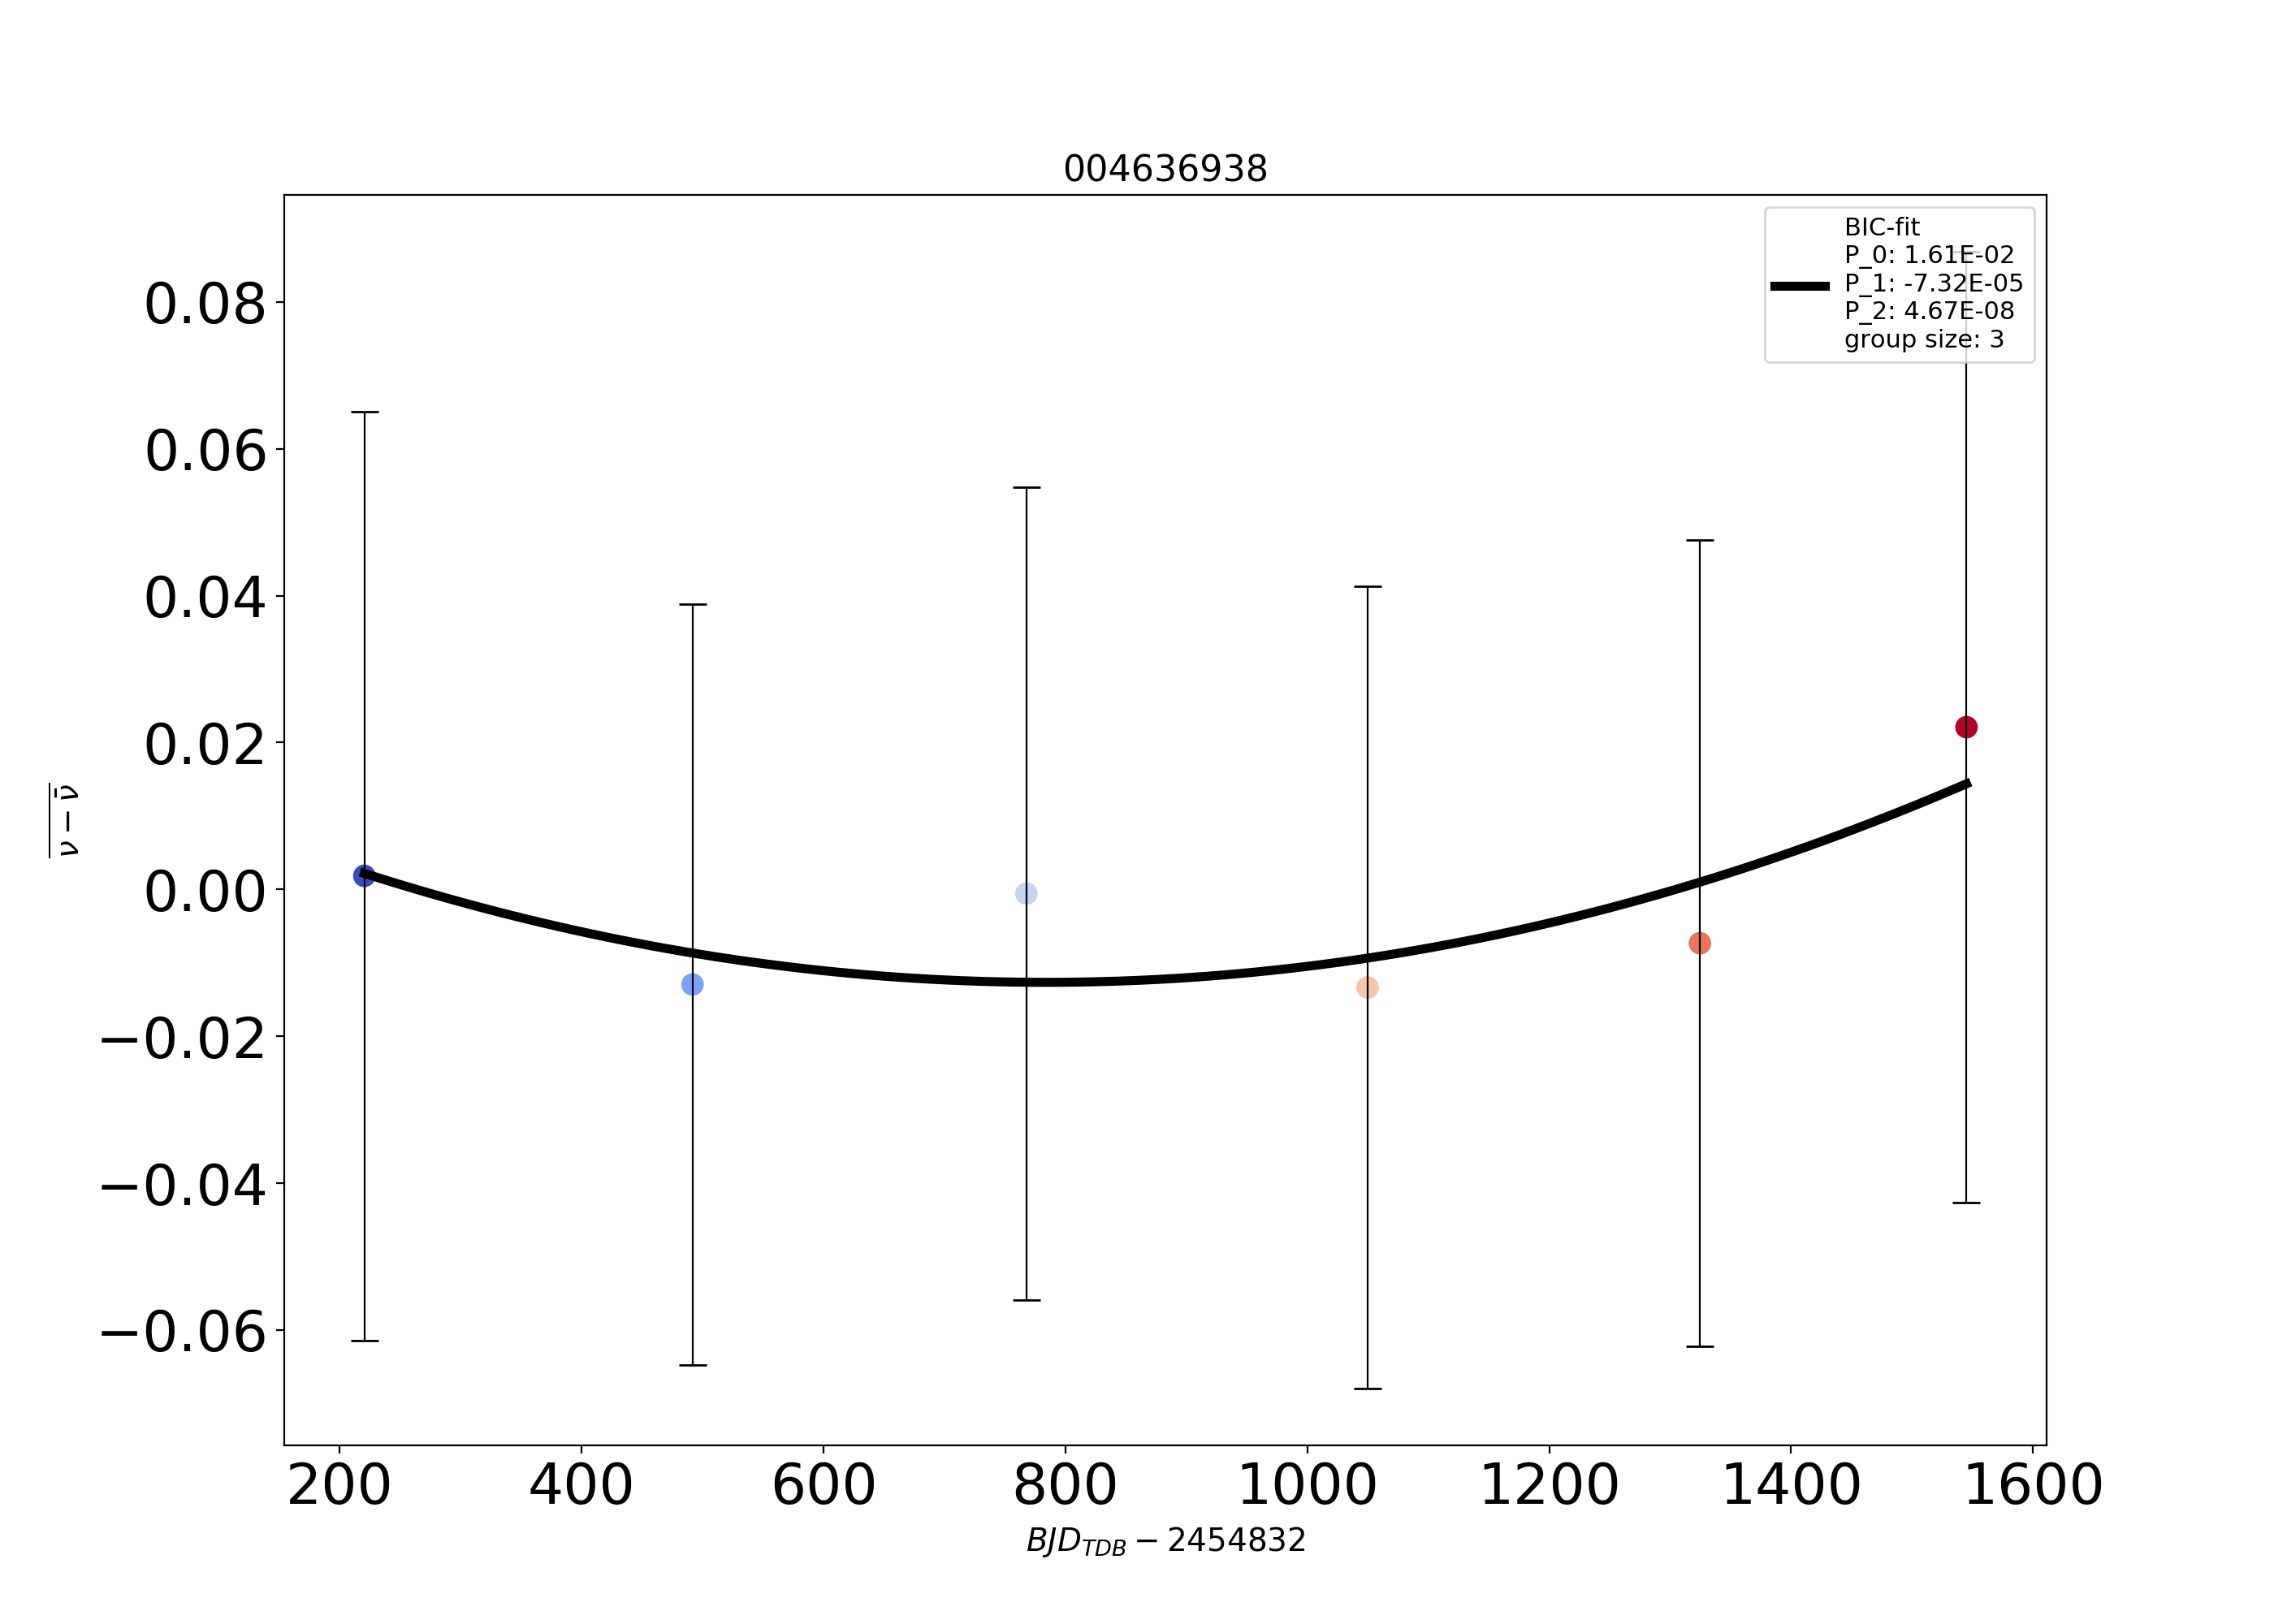 004636938
BIC-fit
P_0: 1.61E-02
P_1: -7.32E-05
P_2: 4.67E-08
group size: 3
0.08
0.06
0.04
0.02
0.00
−0.02
−0.04
−0.06
ν − ν̄
200 400 600 800 1000 1200 1400 1600
BJD_TDB − 2454832